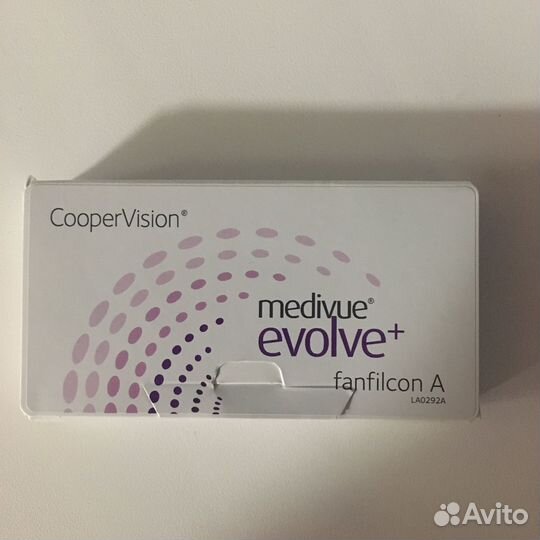 CooperVision®
medivue®
evolve+
fanfilcon A
LA0292A
Avito